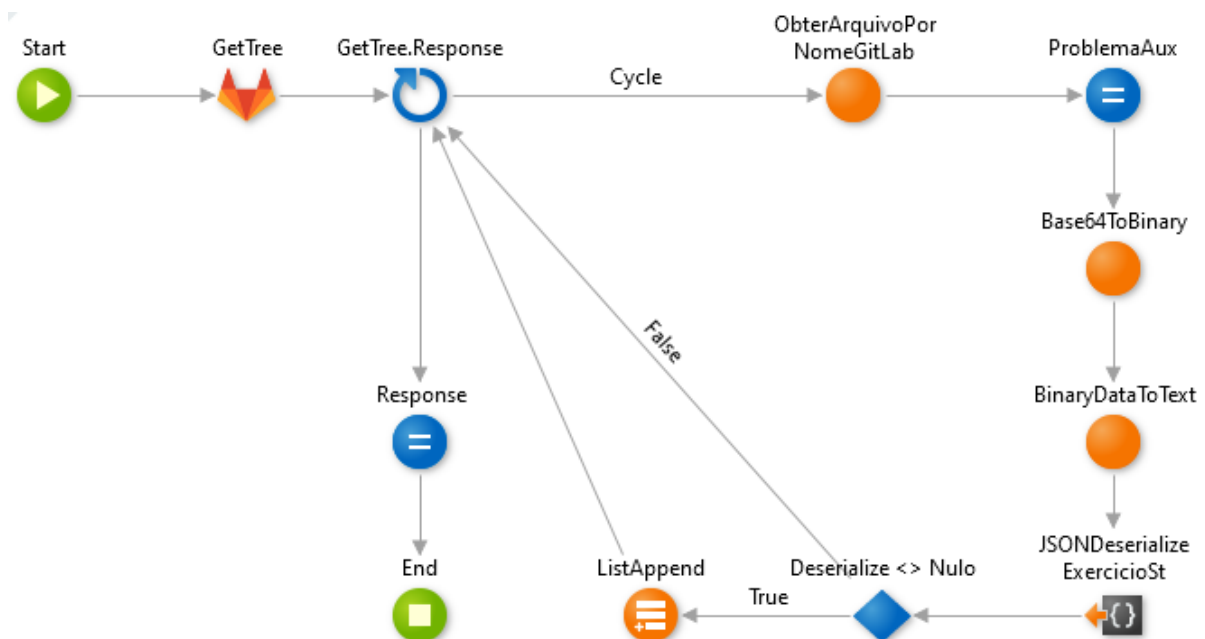 Start
GetTree
GetTree.Response
Cycle
ObterArquivoPor
NomeGitLab
ProblemaAux
Base64ToBinary
False
Response
BinaryDataToText
JSONDeserialize
ExercicioSt
End
ListAppend
True
Deserialize <> Nulo